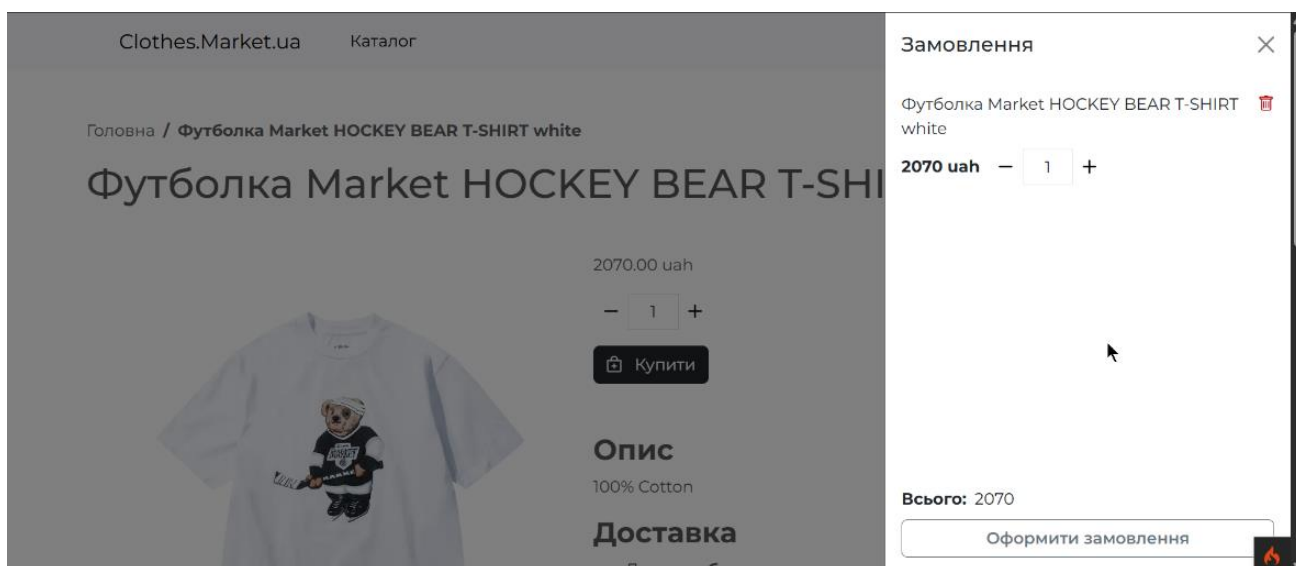 Clothes.Market.ua Каталог
Головна / Футболка Market HOCKEY BEAR T-SHIRT white
Футболка Market HOCKEY BEAR T-SHI
2070.00 uah
− 1 +
Купити
Опис
100% Cotton
Доставка
Замовлення
Футболка Market HOCKEY BEAR T-SHIRT
white
2070 uah − 1 +
Всього: 2070
Оформити замовлення